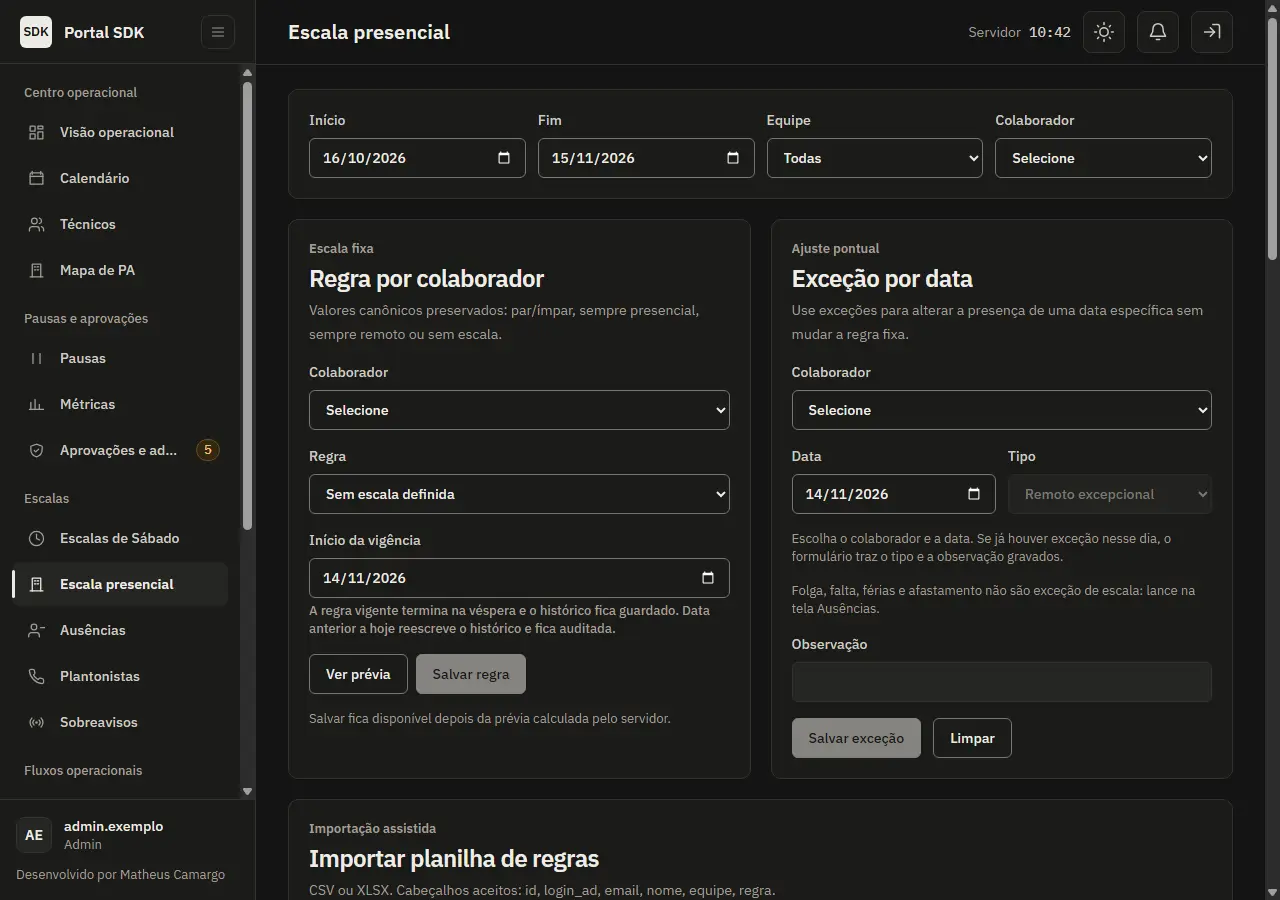 SDK
Portal SDK
Centro operacional
Visão operacional
Calendário
Técnicos
Mapa de PA
Pausas e aprovações
Pausas
Métricas
Aprovações e ad... 5
Escalas
Escalas de Sábado
Escala presencial
Ausências
Plantonistas
Sobreavisos
Fluxos operacionais
AE
admin.exemplo
Admin
Desenvolvido por Matheus Camargo
Escala presencial
Servidor 10:42
Início
16/10/2026
Fim
15/11/2026
Equipe
Todas
Colaborador
Selecione
Escala fixa
Regra por colaborador
Valores canônicos preservados: par/ímpar, sempre presencial,
sempre remoto ou sem escala.
Colaborador
Selecione
Regra
Sem escala definida
Início da vigência
14/11/2026
A regra vigente termina na véspera e o histórico fica guardado. Data
anterior a hoje reescreve o histórico e fica auditada.
Ver prévia
Salvar regra
Salvar fica disponível depois da prévia calculada pelo servidor.
Ajuste pontual
Exceção por data
Use exceções para alterar a presença de uma data específica sem
mudar a regra fixa.
Colaborador
Selecione
Data
14/11/2026
Tipo
Remoto excepcional
Escolha o colaborador e a data. Se já houver exceção nesse dia, o
formulário traz o tipo e a observação gravados.
Folga, falta, férias e afastamento não são exceção de escala: lance na
tela Ausências.
Observação
Salvar exceção
Limpar
Importação assistida
Importar planilha de regras
CSV ou XLSX. Cabeçalhos aceitos: id, login_ad, email, nome, equipe, regra.